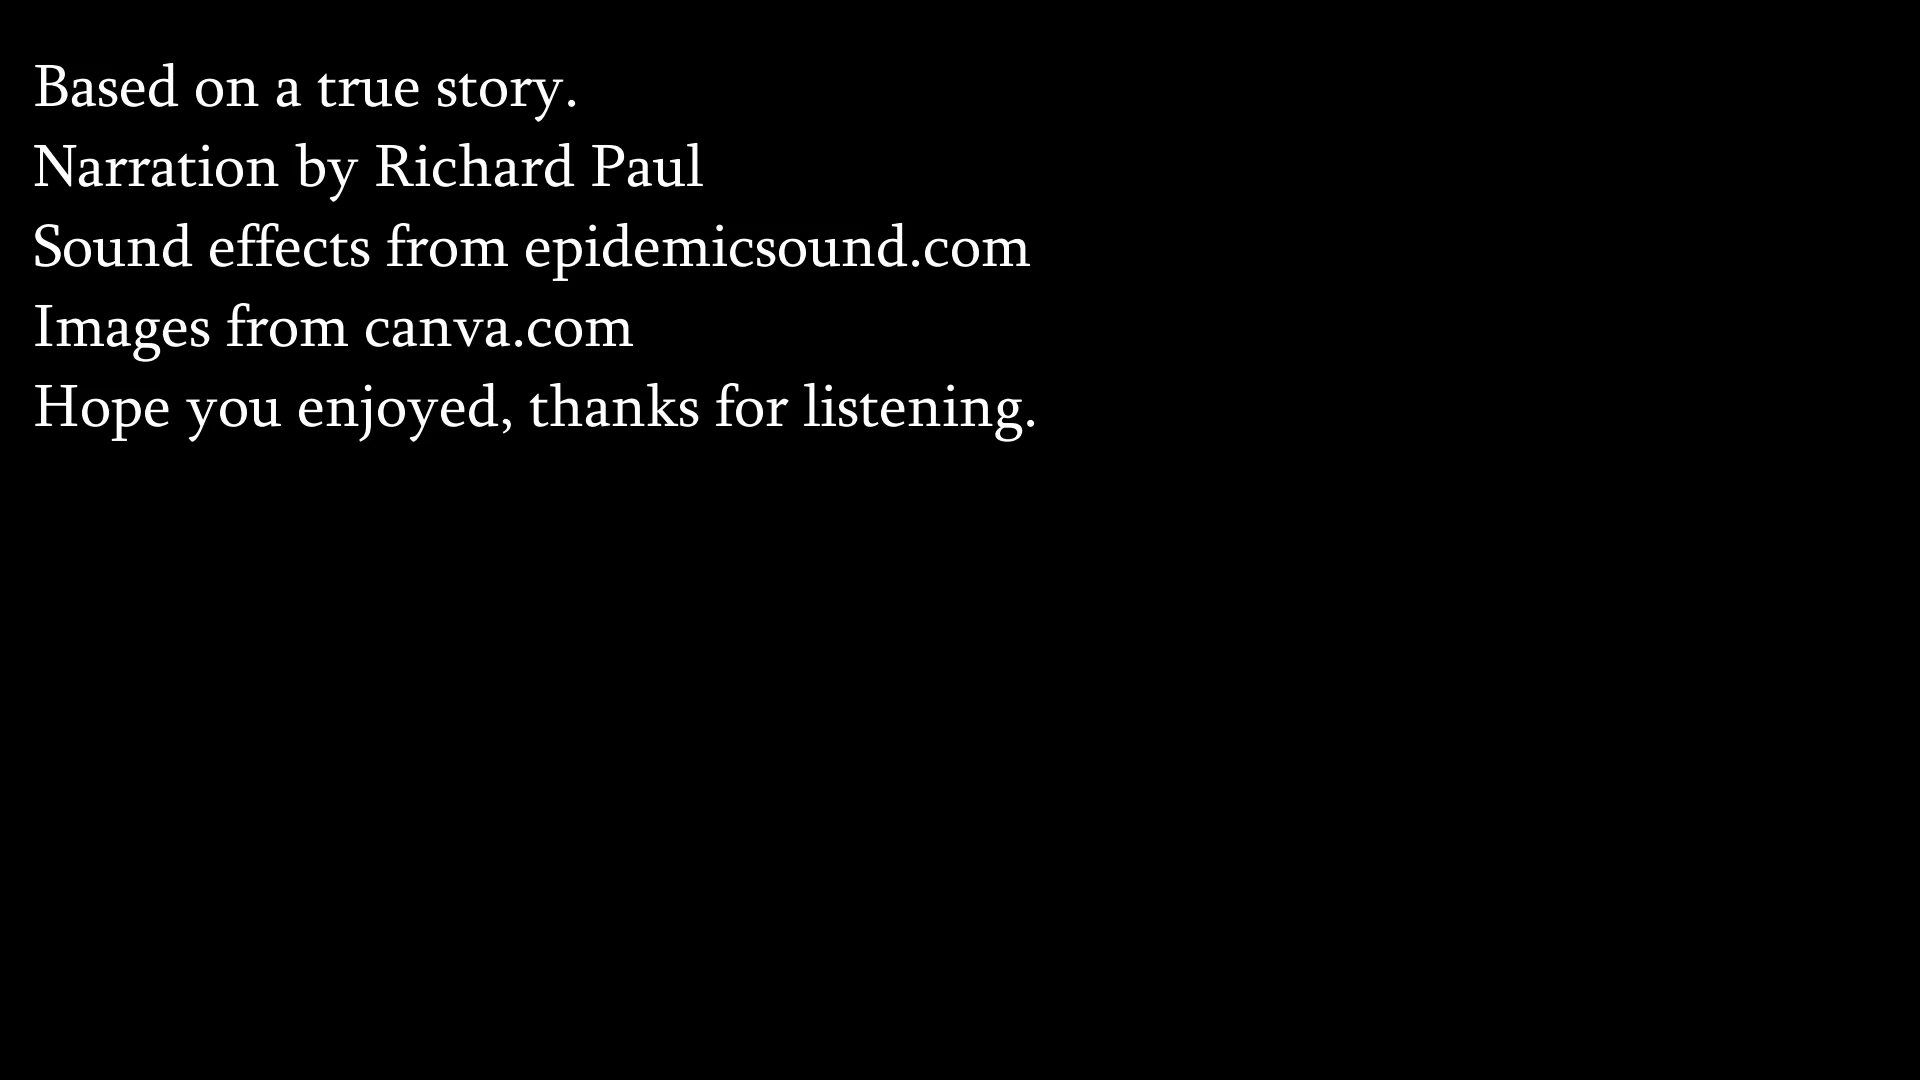 Based on a true story.
Narration by Richard Paul
Sound effects from epidemicsound.com
Images from canva.com
Hope you enjoyed, thanks for listening.